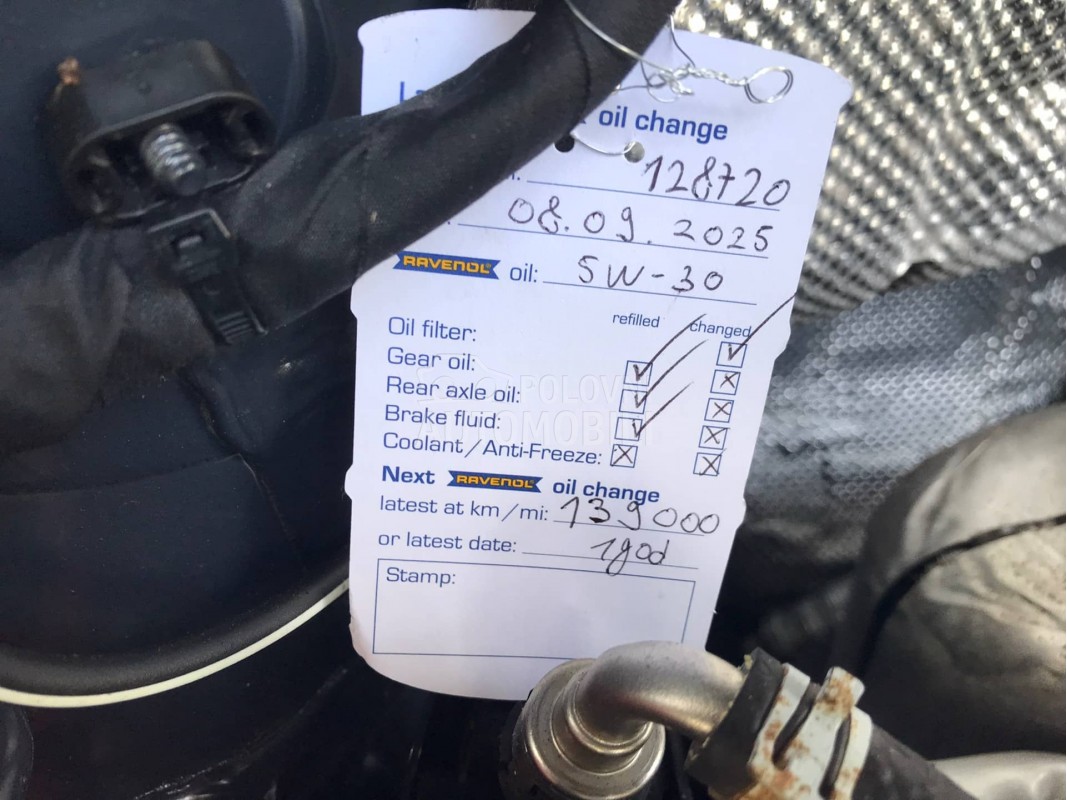 oil change
128720
08.09.2025
RAVENOL oil: 5W-30
refilled changed
Oil filter:
Gear oil:
Rear axle oil:
Brake fluid:
Coolant/Anti-Freeze:
Next RAVENOL oil change
latest at km/mi: 139000
or latest date: 1god
Stamp:
POLOVNI
AUTOMOBILI